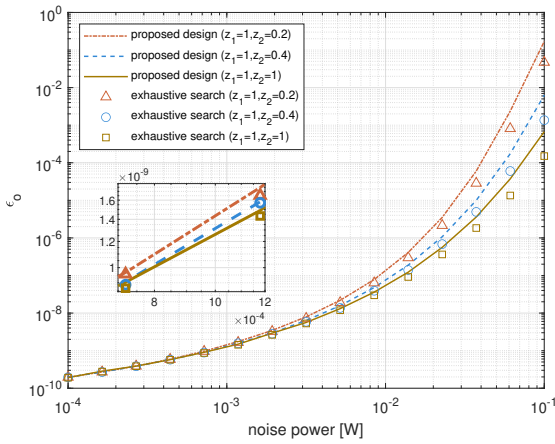 10^2
10^0
10^-2
10^-4
10^-6
10^-8
10^-10
ϵ_o
proposed design (z_1=1,z_2=0.2)
proposed design (z_1=1,z_2=0.4)
proposed design (z_1=1,z_2=1)
exhaustive search (z_1=1,z_2=0.2)
exhaustive search (z_1=1,z_2=0.4)
exhaustive search (z_1=1,z_2=1)
×10^-9
1.6
1.4
1.2
1
8 10 12
×10^-4
10^-4 10^-3 10^-2 10^-1
noise power [W]